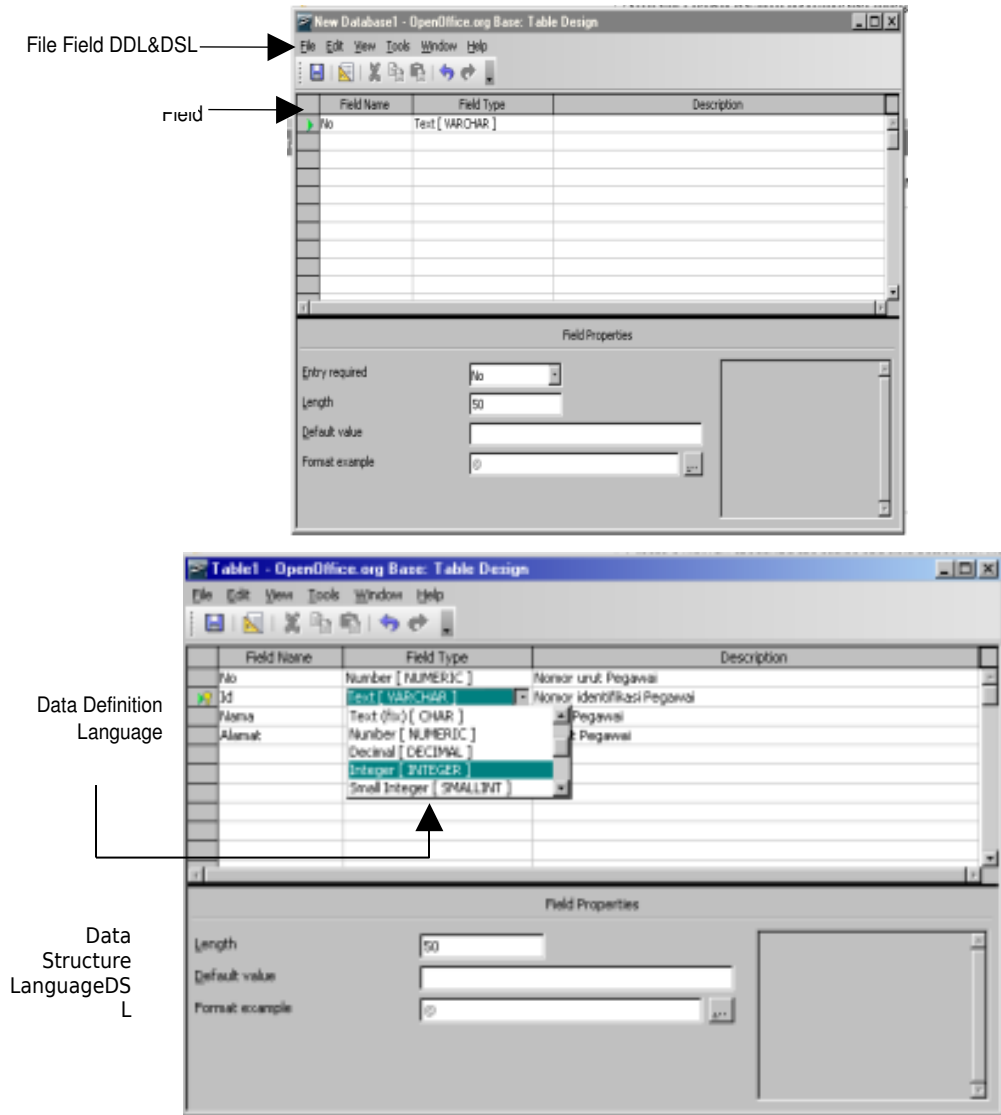 New Database1 - OpenOffice.org Base: Table Design
File Field DDL&DSL
File Edit View Tools Window Help
Field
Field Name Field Type Description
No Text [ VARCHAR ]
Field Properties
Entry required No
Length 50
Default value
Format example @
...
Table1 - OpenOffice.org Base: Table Design
File Edit View Tools Window Help
Field Name Field Type Description
No Number [ NUMERIC ] Nomor urut Pegawai
Data Definition
Language
Id Text [ VARCHAR ] Nomor identifikasi Pegawai
Nama Text (fix) [ CHAR ] Pegawai
Alamat Number [ NUMERIC ] t Pegawai
Decimal [ DECIMAL ]
Integer [ INTEGER ]
Small Integer [ SMALLINT ]
Field Properties
Data
Structure
LanguageDS
L
Length 50
Default value
Format example @
...